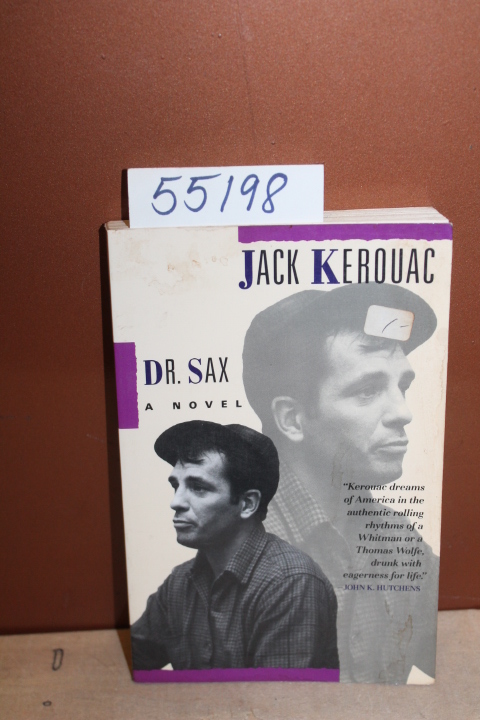 55198
JACK KEROUAC
DR. SAX
A NOVEL
"Kerouac dreams
of America in the
authentic rolling
rhythms of a
Whitman or a
Thomas Wolfe,
drunk with
eagerness for life."
JOHN K. HUTCHENS
D